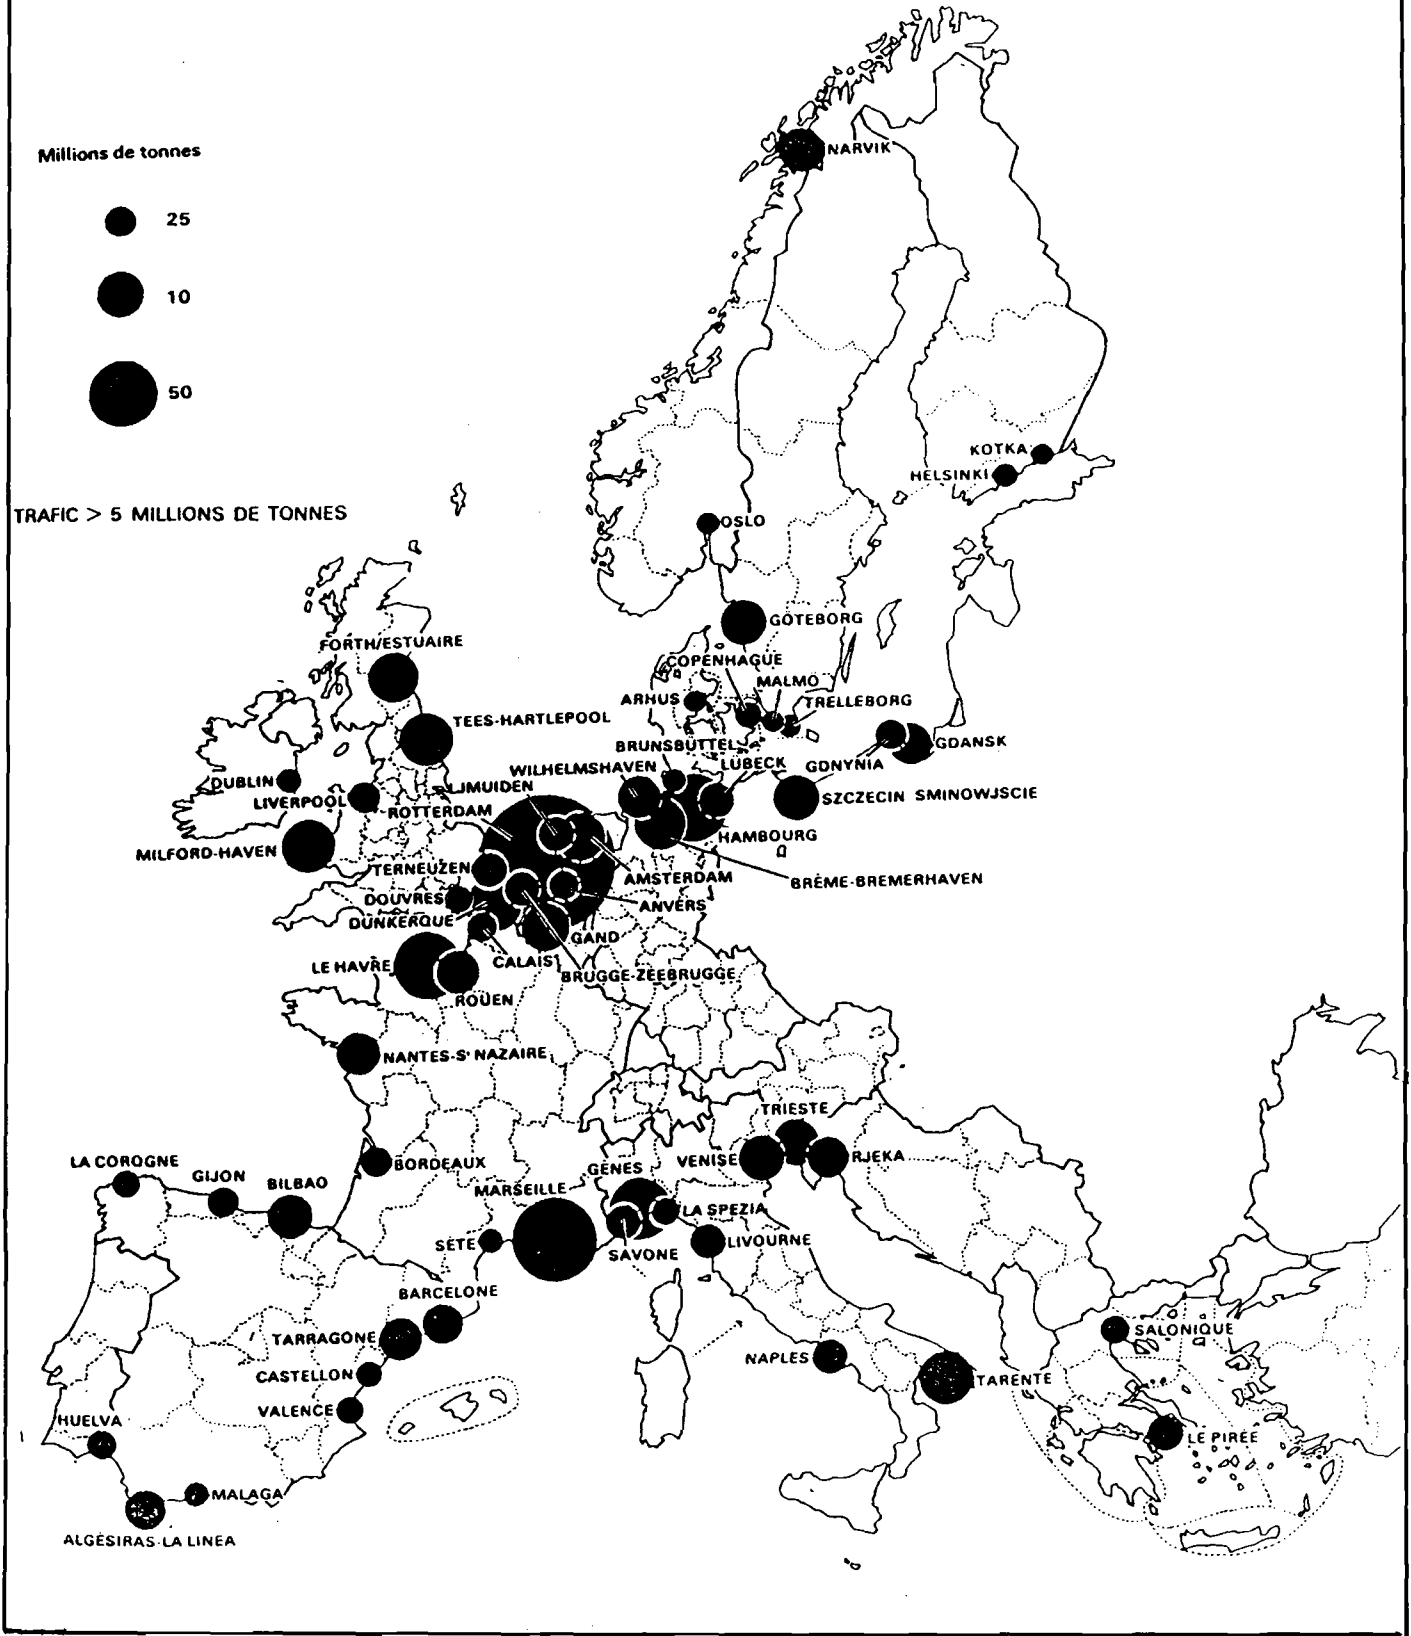 Millions de tonnes
25
10
50
TRAFIC > 5 MILLIONS DE TONNES
NARVIK
KOTKA
HELSINKI
OSLO
GÖTEBORG
FORTH/ESTUAIRE
COPENHAGUE
MALMÖ
ARHUS
TRELLEBORG
TEES-HARTLEPOOL
BRUNSBUTTEL
GDANSK
WILHELMSHAVEN
LÜBECK
GDNYNIA
DUBLIN
IJMUIDEN
LIVERPOOL
ROTTERDAM
SZCZECIN SMINOWJSCIE
HAMBOURG
MILFORD-HAVEN
TERNEUZEN
AMSTERDAM
BRÊME-BREMERHAVEN
DOUVRES
ANVERS
DUNKERQUE
GAND
LE HAVRE
CALAIS
BRUGGE-ZEEBRUGGE
ROUEN
NANTES-St NAZAIRE
TRIESTE
LA COROGNE
GIJON
BILBAO
BORDEAUX
GÊNES
VENISE
RJEKA
MARSEILLE
LA SPEZIA
SÈTE
SAVONE
LIVOURNE
BARCELONE
TARRAGONE
SALONIQUE
NAPLES
CASTELLON
TARENTE
VALENCE
HUELVA
LE PIRÉE
MALAGA
ALGÉSIRAS-LA LINEA